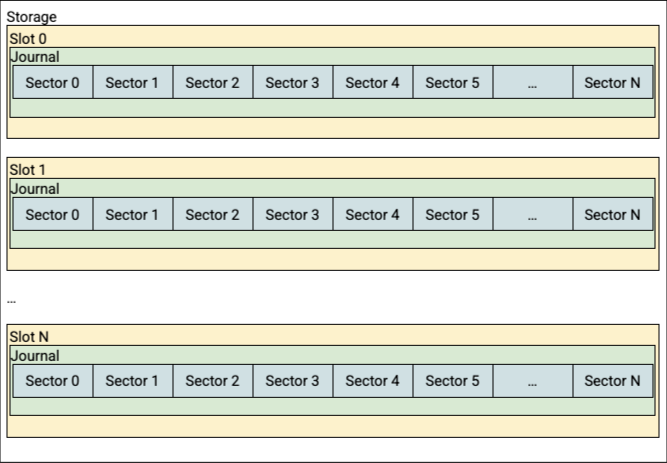 Storage
Slot 0
Journal
Sector 0 Sector 1 Sector 2 Sector 3 Sector 4 Sector 5 ... Sector N
Slot 1
Journal
Sector 0 Sector 1 Sector 2 Sector 3 Sector 4 Sector 5 ... Sector N
...
Slot N
Journal
Sector 0 Sector 1 Sector 2 Sector 3 Sector 4 Sector 5 ... Sector N